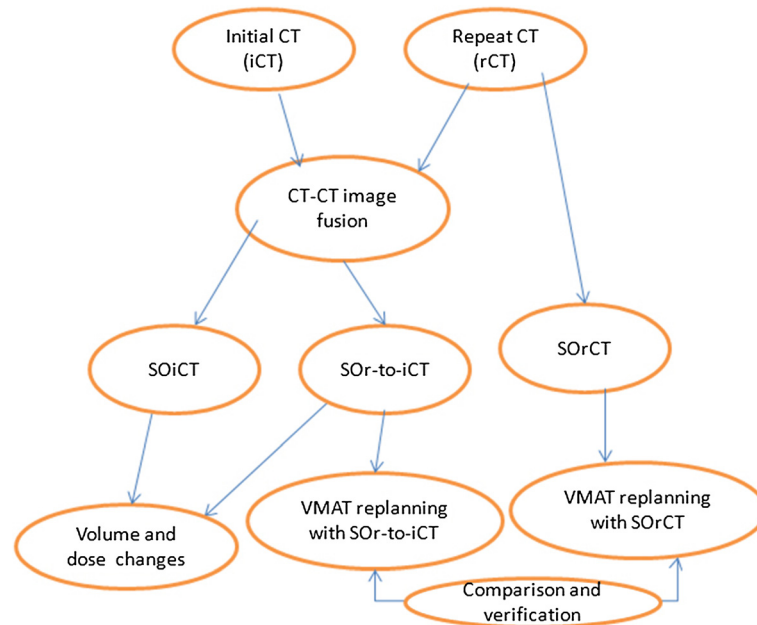 Initial CT
(iCT)
Repeat CT
(rCT)
CT-CT image
fusion
SOiCT
SOr-to-iCT
SOrCT
Volume and
dose changes
VMAT replanning
with SOr-to-iCT
VMAT replanning
with SOrCT
Comparison and
verification